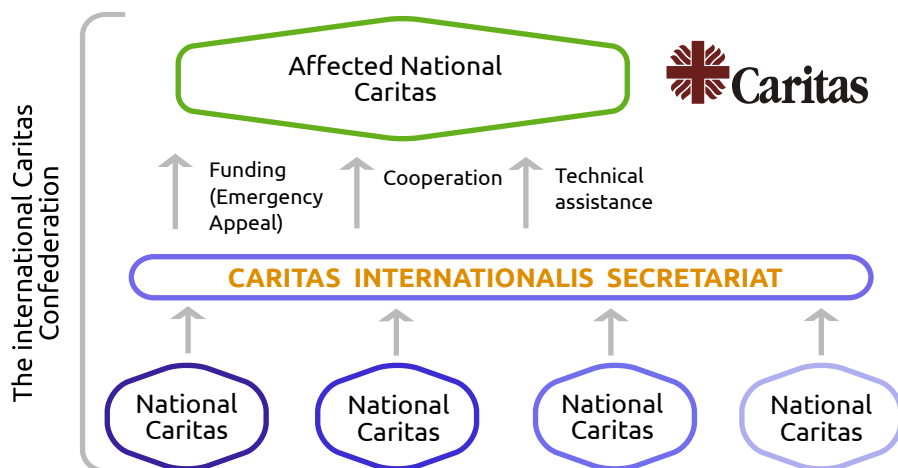 The international Caritas
Confederation
Affected National
Caritas
Caritas
Funding
(Emergency
Appeal)
Cooperation
Technical
assistance
CARITAS INTERNATIONALIS SECRETARIAT
National
Caritas
National
Caritas
National
Caritas
National
Caritas